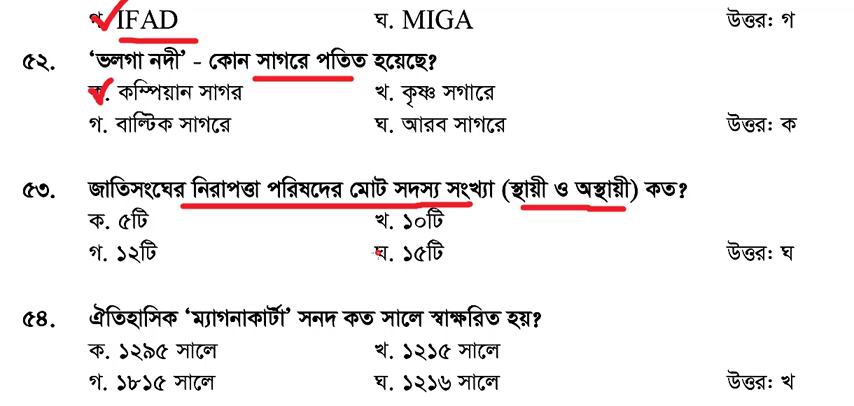 গ. IFAD ঘ. MIGA উত্তর: গ
৫২. ‘ভলগা নদী’ - কোন সাগরে পতিত হয়েছে?
ক. কম্পিয়ান সাগর খ. কৃষ্ণ সগারে
গ. বাল্টিক সাগরে ঘ. আরব সাগরে উত্তর: ক
৫৩. জাতিসংঘের নিরাপত্তা পরিষদের মোট সদস্য সংখ্যা (স্থায়ী ও অস্থায়ী) কত?
ক. ৫টি খ. ১০টি
গ. ১২টি ঘ. ১৫টি উত্তর: ঘ
৫৪. ঐতিহাসিক ‘ম্যাগনাকার্টা’ সনদ কত সালে স্বাক্ষরিত হয়?
ক. ১২৯৫ সালে খ. ১২১৫ সালে
গ. ১৮১৫ সালে ঘ. ১২১৬ সালে উত্তর: খ